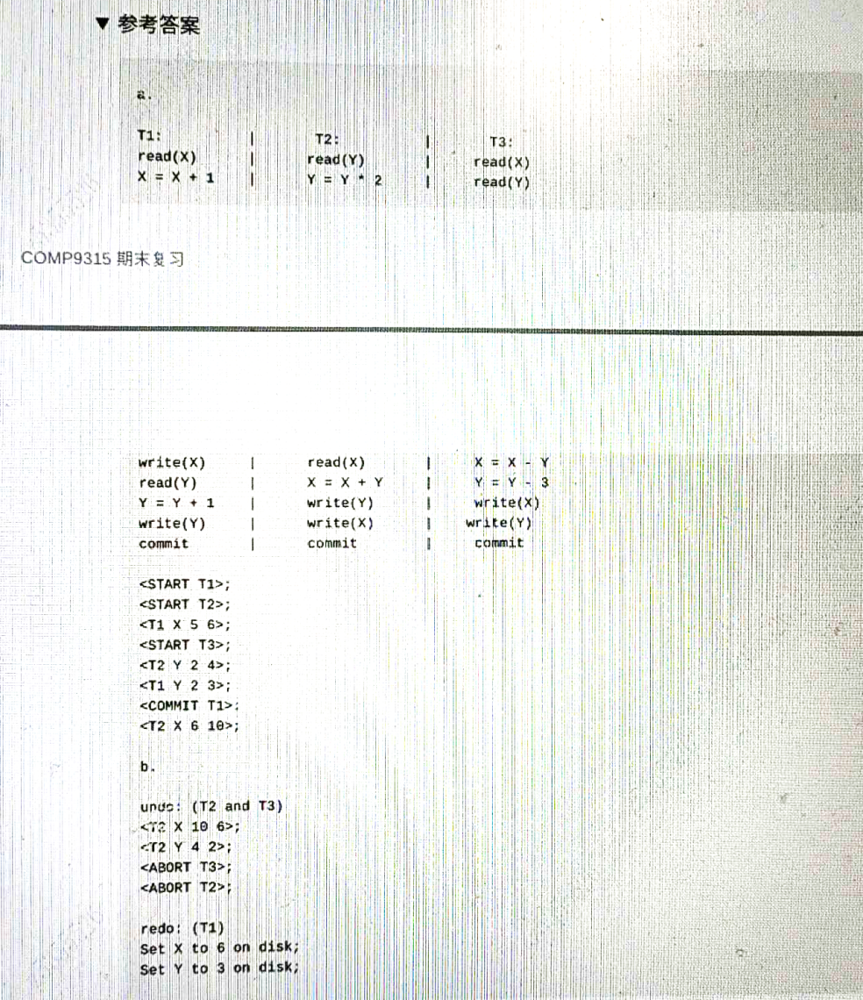 ▼ 参考答案
a.
T1: | T2: | T3:
read(X) | read(Y) | read(X)
X = X + 1 | Y = Y * 2 | read(Y)
COMP9315 期末复习
write(X) | read(X) | X = X - Y
read(Y) | X = X + Y | Y = Y - 3
Y = Y + 1 | write(Y) | write(X)
write(Y) | write(X) | write(Y)
commit | commit | commit
<START T1>;
<START T2>;
<T1 X 5 6>;
<START T3>;
<T2 Y 2 4>;
<T1 Y 2 3>;
<COMMIT T1>;
<T2 X 6 10>;
b.
undo: (T2 and T3)
<T2 X 10 6>;
<T2 Y 4 2>;
<ABORT T3>;
<ABORT T2>;
redo: (T1)
Set X to 6 on disk;
Set Y to 3 on disk;